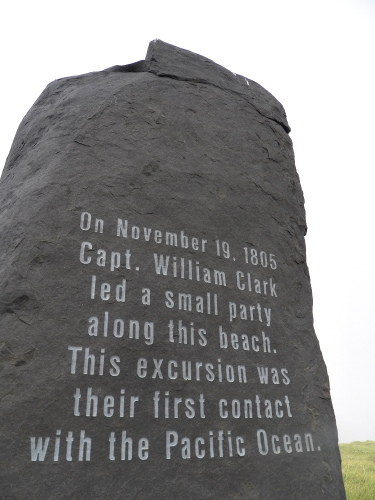 On November 19, 1805
Capt. William Clark
led a small party
along this beach.
This excursion was
their first contact
with the Pacific Ocean.